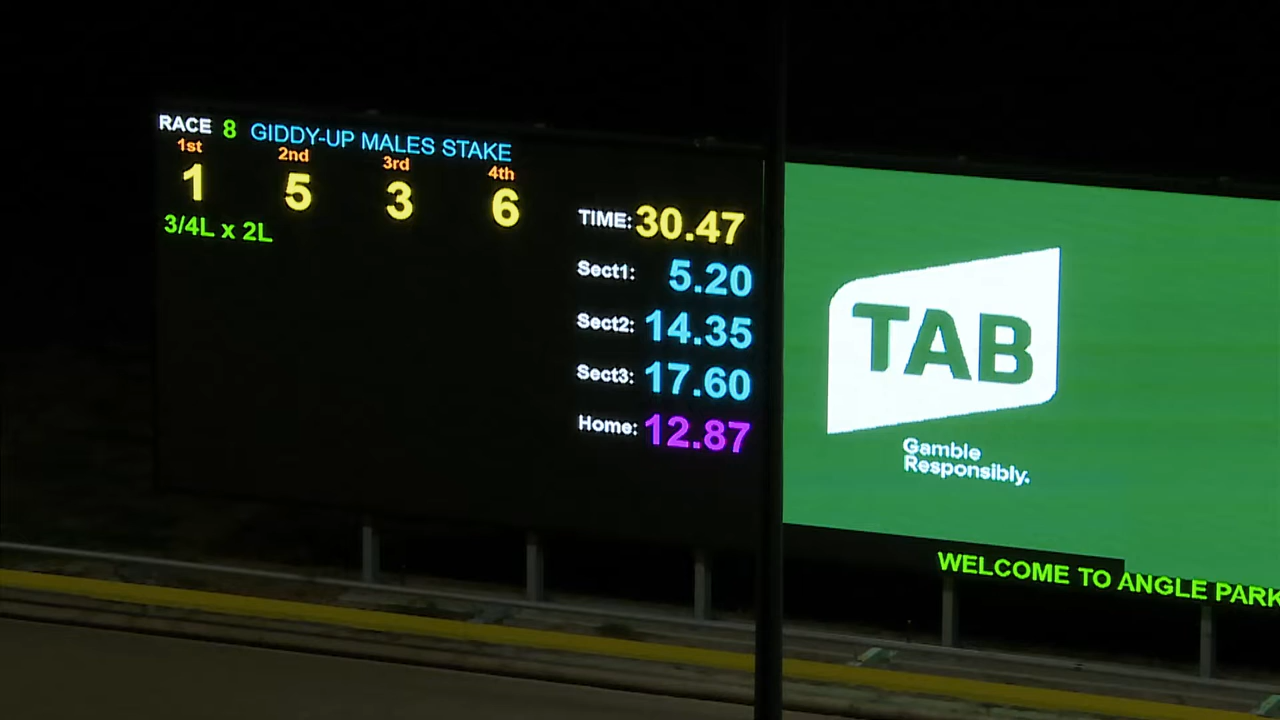 RACE 8 GIDDY-UP MALES STAKE
1st 2nd 3rd 4th
1 5 3 6
3/4L x 2L
TIME: 30.47
Sect1: 5.20
Sect2: 14.35
Sect3: 17.60
Home: 12.87
TAB
Gamble
Responsibly.
WELCOME TO ANGLE PARK